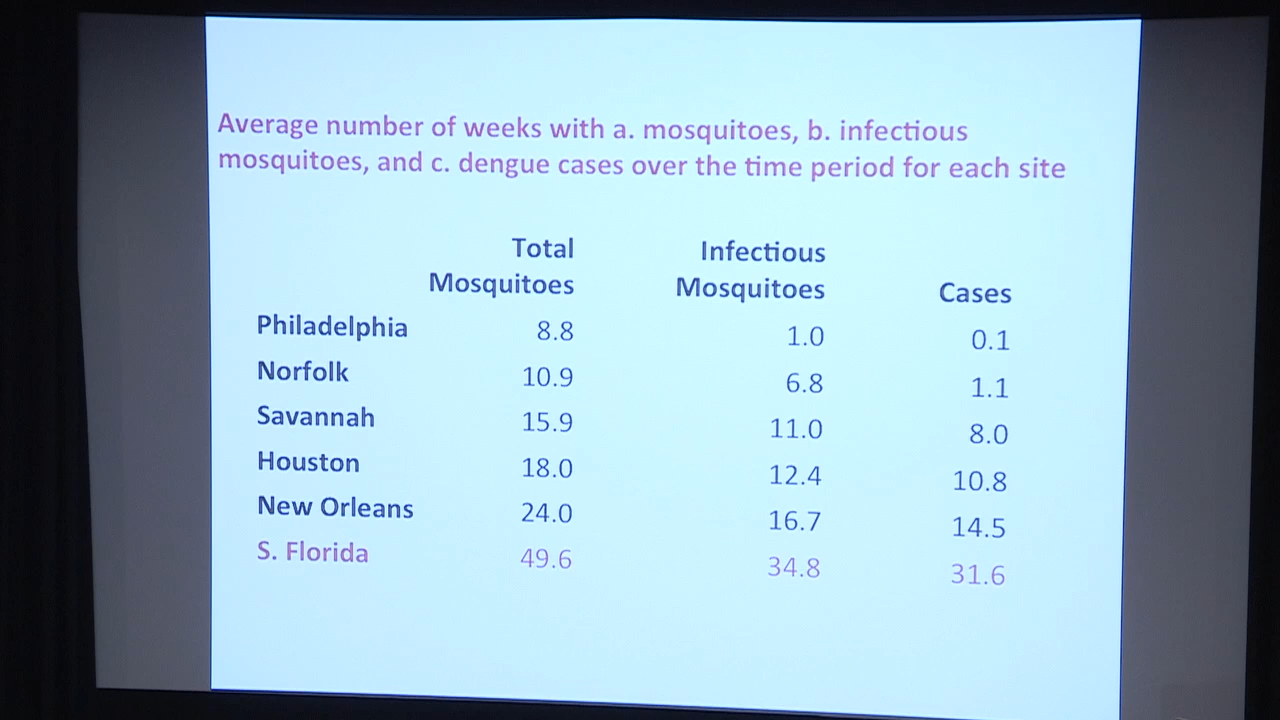 Average number of weeks with a. mosquitoes, b. infectious
mosquitoes, and c. dengue cases over the time period for each site
Total Mosquitoes Infectious Mosquitoes Cases
Philadelphia 8.8 1.0 0.1
Norfolk 10.9 6.8 1.1
Savannah 15.9 11.0 8.0
Houston 18.0 12.4 10.8
New Orleans 24.0 16.7 14.5
S. Florida 49.6 34.8 31.6